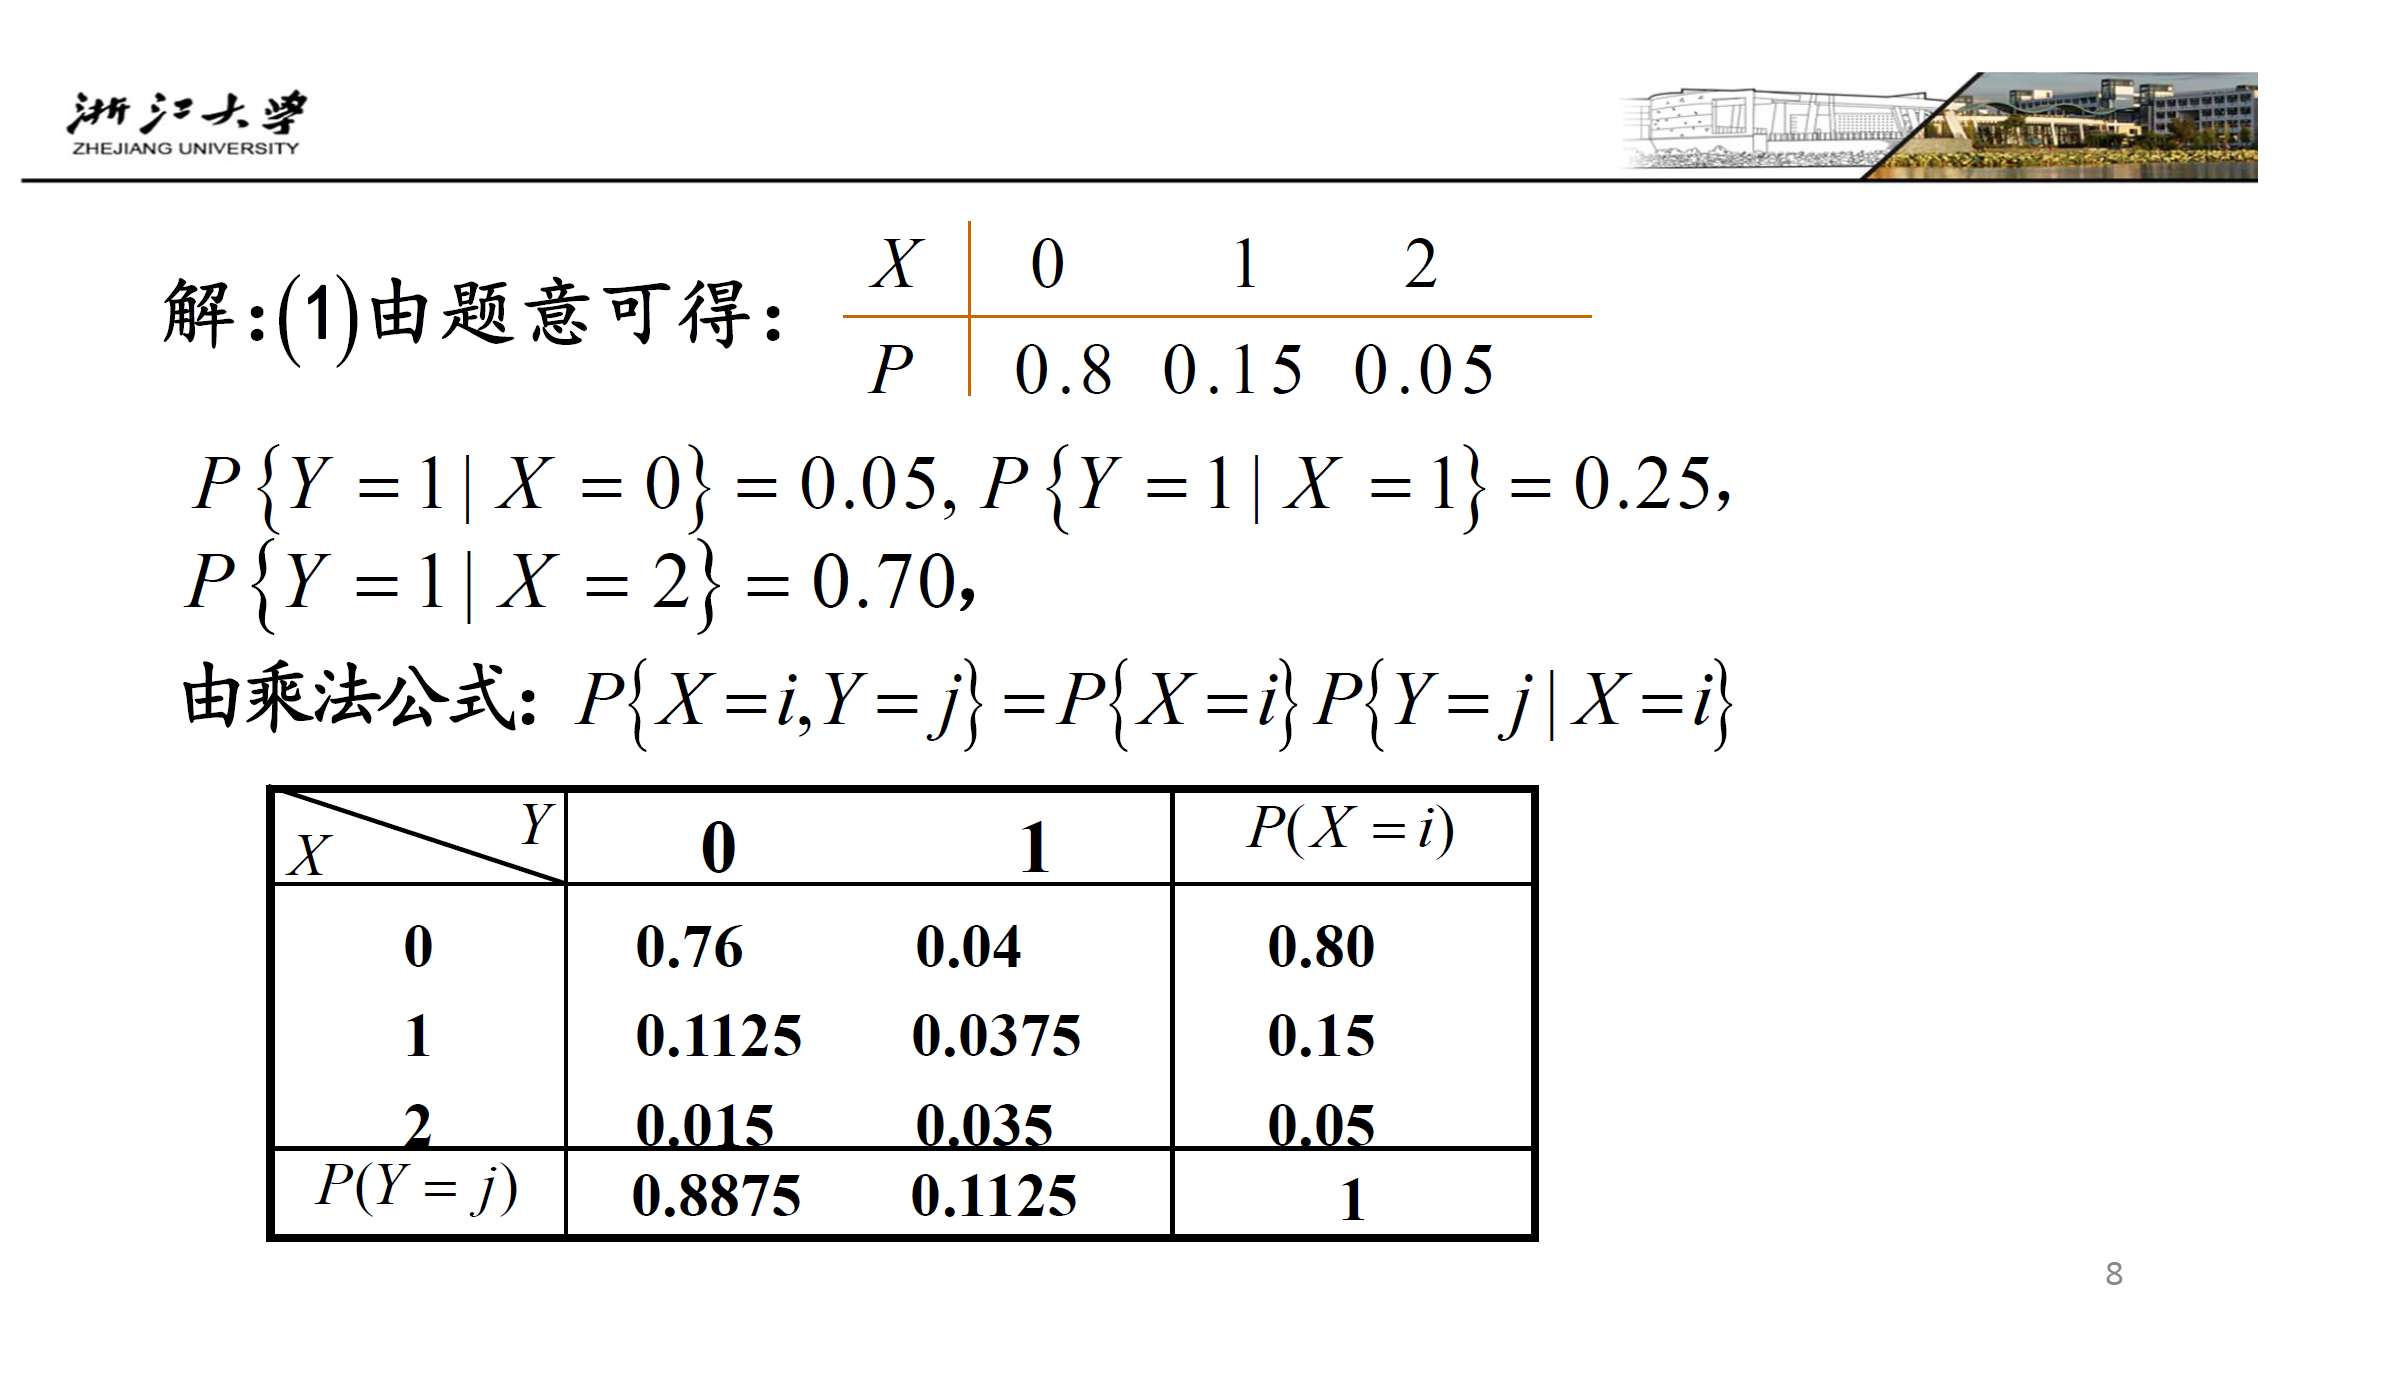 浙江大学
ZHEJIANG UNIVERSITY
解:(1)由题意可得:
X 0 1 2
P 0.8 0.15 0.05
P{Y = 1 | X = 0} = 0.05, P{Y = 1 | X = 1} = 0.25,
P{Y = 1 | X = 2} = 0.70,
由乘法公式: P{X = i, Y = j} = P{X = i} P{Y = j | X = i}
X Y 0 1 P(X = i)
0 0.76 0.04 0.80
1 0.1125 0.0375 0.15
2 0.015 0.035 0.05
P(Y = j) 0.8875 0.1125 1
8